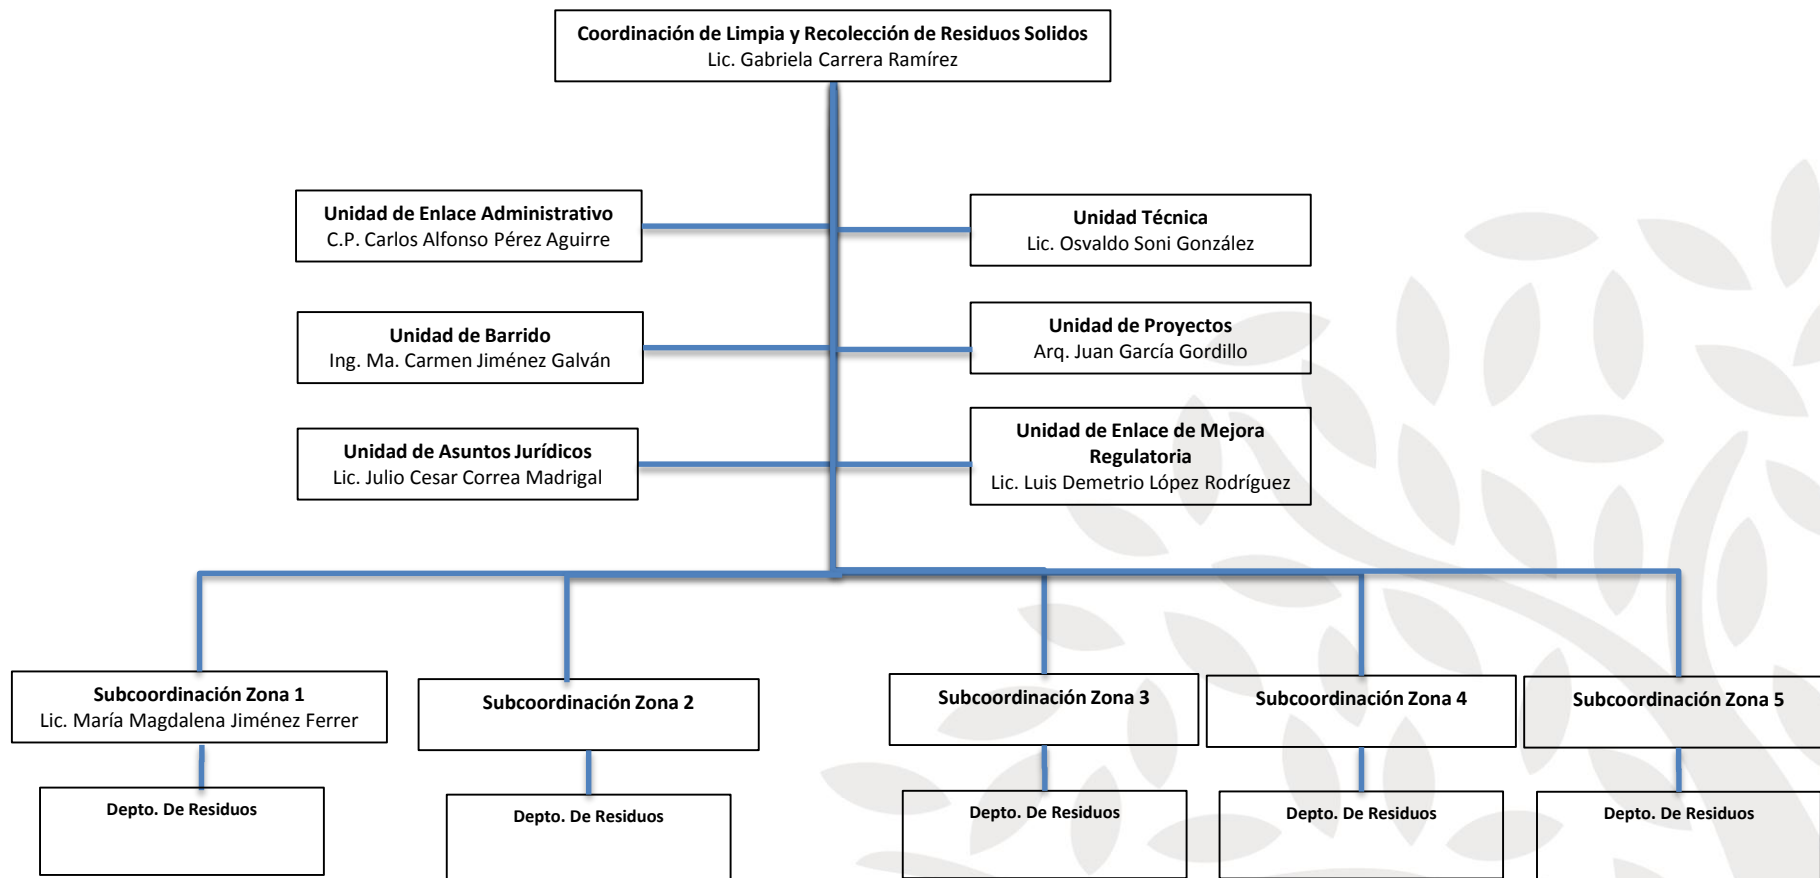 Coordinación de Limpia y Recolección de Residuos Solidos
Lic. Gabriela Carrera Ramírez
Unidad de Enlace Administrativo
C.P. Carlos Alfonso Pérez Aguirre
Unidad Técnica
Lic. Osvaldo Soni González
Unidad de Barrido
Ing. Ma. Carmen Jiménez Galván
Unidad de Proyectos
Arq. Juan García Gordillo
Unidad de Asuntos Jurídicos
Lic. Julio Cesar Correa Madrigal
Unidad de Enlace de Mejora
Regulatoria
Lic. Luis Demetrio López Rodríguez
Subcoordinación Zona 1
Lic. María Magdalena Jiménez Ferrer
Subcoordinación Zona 2
Subcoordinación Zona 3
Subcoordinación Zona 4
Subcoordinación Zona 5
Depto. De Residuos
Depto. De Residuos
Depto. De Residuos
Depto. De Residuos
Depto. De Residuos